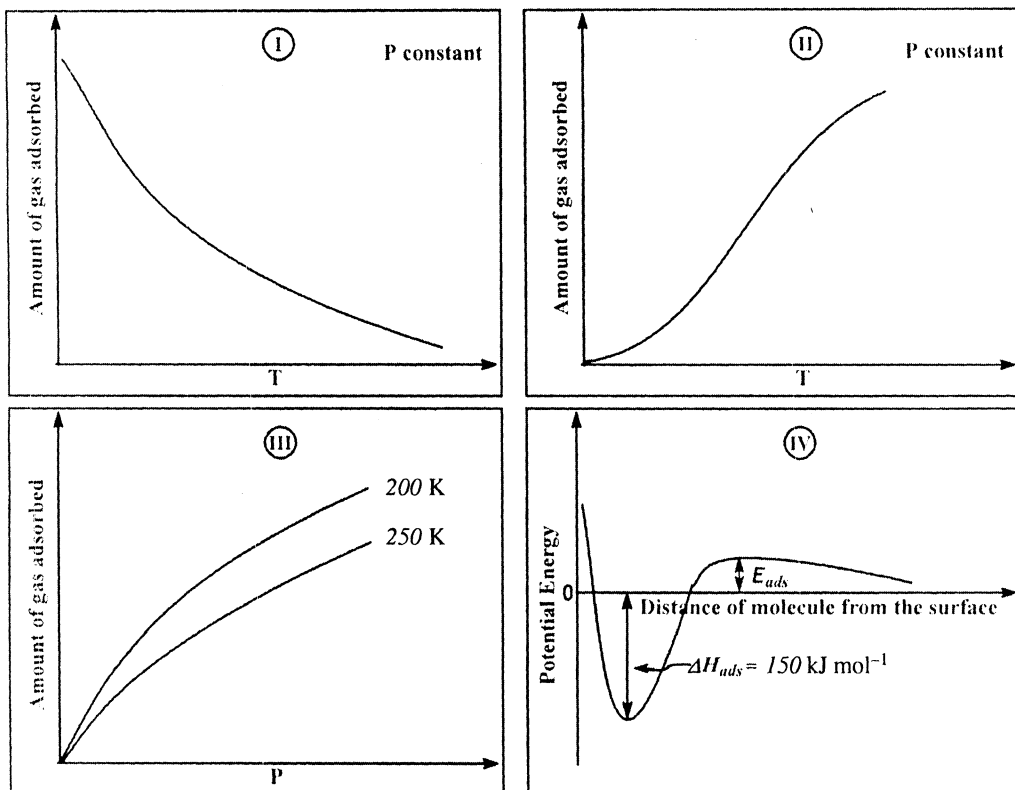 I
P constant
Amount of gas adsorbed
T
II
P constant
Amount of gas adsorbed
T
III
200 K
250 K
Amount of gas adsorbed
P
IV
Potential Energy
0
E_ads
Distance of molecule from the surface
ΔH_ads = 150 kJ mol⁻¹